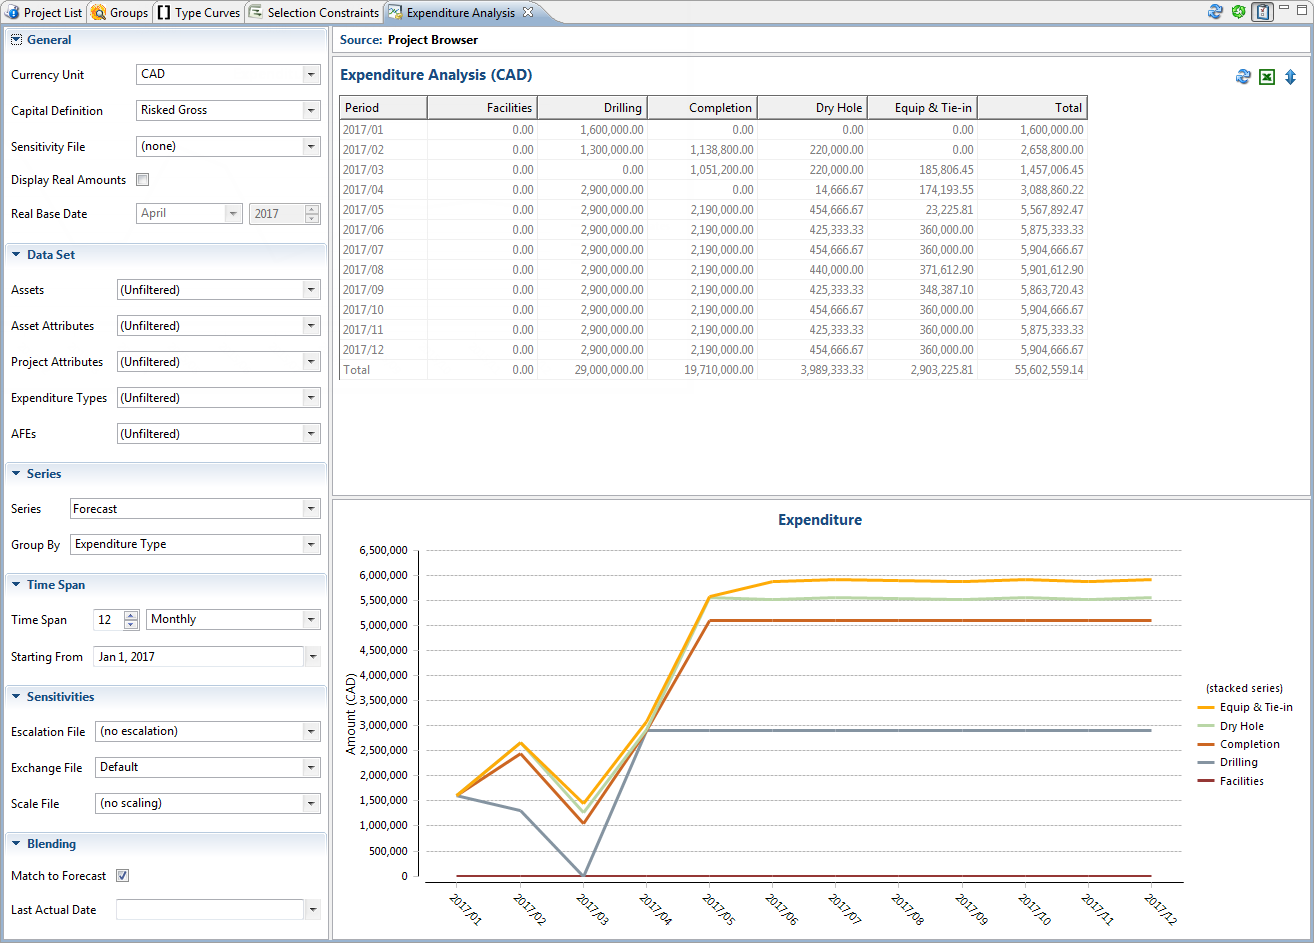 Project List Groups Type Curves Selection Constraints Expenditure Analysis
General
Currency Unit CAD
Capital Definition Risked Gross
Sensitivity File (none)
Display Real Amounts
Real Base Date April 2017
Data Set
Assets (Unfiltered)
Asset Attributes (Unfiltered)
Project Attributes (Unfiltered)
Expenditure Types (Unfiltered)
AFEs (Unfiltered)
Series
Series Forecast
Group By Expenditure Type
Time Span
Time Span 12 Monthly
Starting From Jan 1, 2017
Sensitivities
Escalation File (no escalation)
Exchange File Default
Scale File (no scaling)
Blending
Match to Forecast
Last Actual Date
Source: Project Browser
Expenditure Analysis (CAD)
Period Facilities Drilling Completion Dry Hole Equip & Tie-in Total
2017/01 0.00 1,600,000.00 0.00 0.00 0.00 1,600,000.00
2017/02 0.00 1,300,000.00 1,138,800.00 220,000.00 0.00 2,658,800.00
2017/03 0.00 0.00 1,051,200.00 220,000.00 185,806.45 1,457,006.45
2017/04 0.00 2,900,000.00 0.00 14,666.67 174,193.55 3,088,860.22
2017/05 0.00 2,900,000.00 2,190,000.00 454,666.67 23,225.81 5,567,892.47
2017/06 0.00 2,900,000.00 2,190,000.00 425,333.33 360,000.00 5,875,333.33
2017/07 0.00 2,900,000.00 2,190,000.00 454,666.67 360,000.00 5,904,666.67
2017/08 0.00 2,900,000.00 2,190,000.00 440,000.00 371,612.90 5,901,612.90
2017/09 0.00 2,900,000.00 2,190,000.00 425,333.33 348,387.10 5,863,720.43
2017/10 0.00 2,900,000.00 2,190,000.00 454,666.67 360,000.00 5,904,666.67
2017/11 0.00 2,900,000.00 2,190,000.00 425,333.33 360,000.00 5,875,333.33
2017/12 0.00 2,900,000.00 2,190,000.00 454,666.67 360,000.00 5,904,666.67
Total 0.00 29,000,000.00 19,710,000.00 3,989,333.33 2,903,225.81 55,602,559.14
Expenditure
Amount (CAD)
6,500,000
6,000,000
5,500,000
5,000,000
4,500,000
4,000,000
3,500,000
3,000,000
2,500,000
2,000,000
1,500,000
1,000,000
500,000
0
2017/01 2017/02 2017/03 2017/04 2017/05 2017/06 2017/07 2017/08 2017/09 2017/10 2017/11 2017/12
(stacked series)
Equip & Tie-in
Dry Hole
Completion
Drilling
Facilities